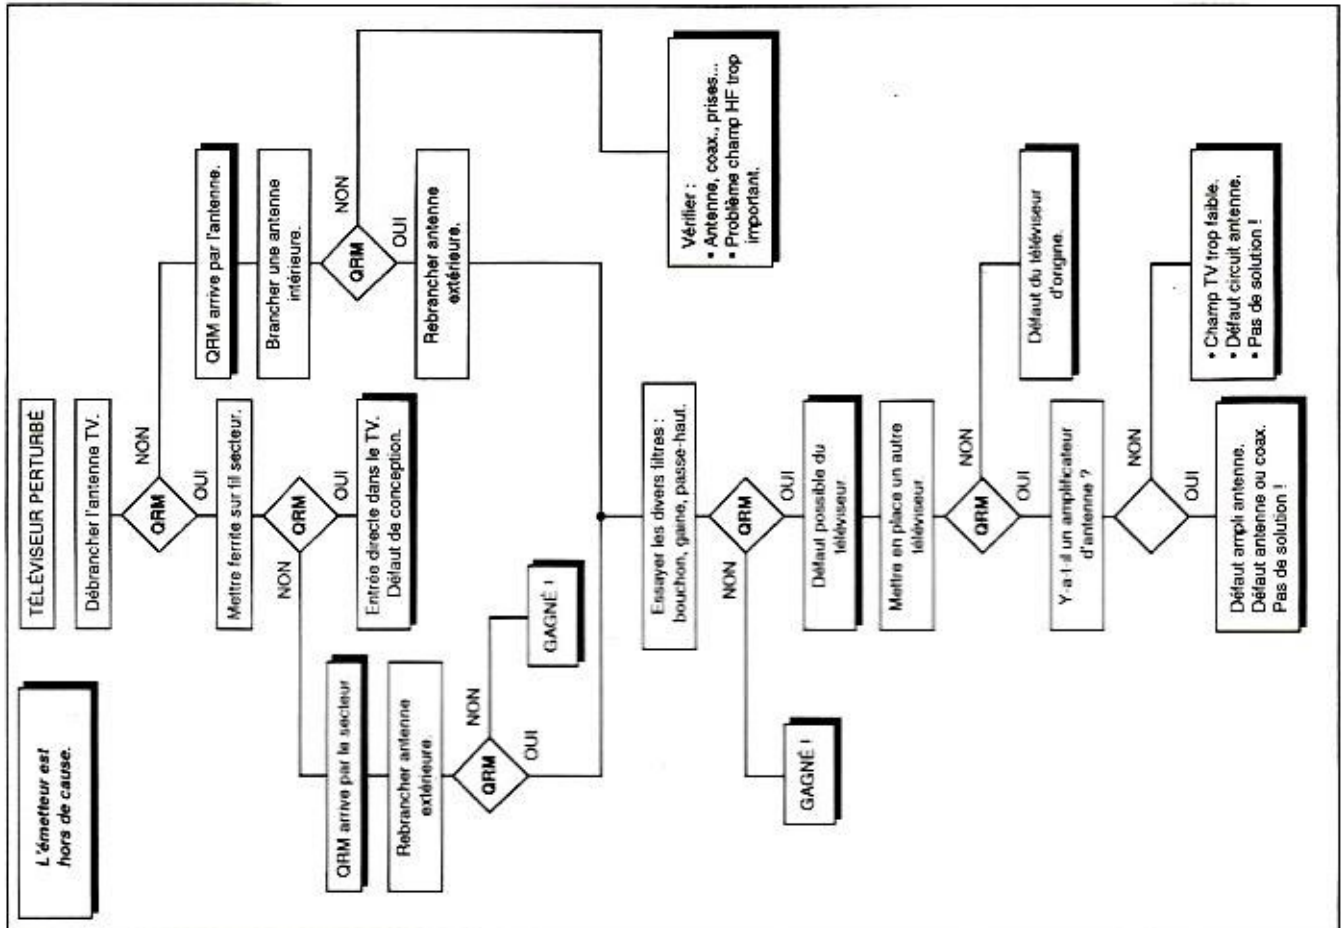 L'émetteur est
hors de cause.
TÉLÉVISEUR PERTURBÉ
Débrancher l'antenne TV.
QRM
NON
OUI
QRM arrive par l'antenne.
Mettre ferrite sur fil secteur.
Brancher une antenne
intérieure.
QRM
NON
OUI
QRM
NON
OUI
QRM arrive par le secteur
Entrée directe dans le TV.
Défaut de conception.
Rebrancher antenne
extérieure.
Rebrancher antenne
extérieure.
QRM
NON
OUI
GAGNÉ !
Vérifier :
• Antenne, coax., prises...
• Problème champ HF trop
important.
Essayer les divers filtres :
bouchon, gaine, passe-haut.
QRM
NON
OUI
GAGNÉ !
Défaut possible du
téléviseur.
Mettre en place un autre
téléviseur.
QRM
NON
OUI
Défaut du téléviseur
d'origine.
Y-a-t-il un amplificateur
d'antenne ?
NON
OUI
• Champ TV trop faible.
• Défaut circuit antenne.
• Pas de solution !
Défaut ampli antenne.
Défaut antenne ou coax.
Pas de solution !